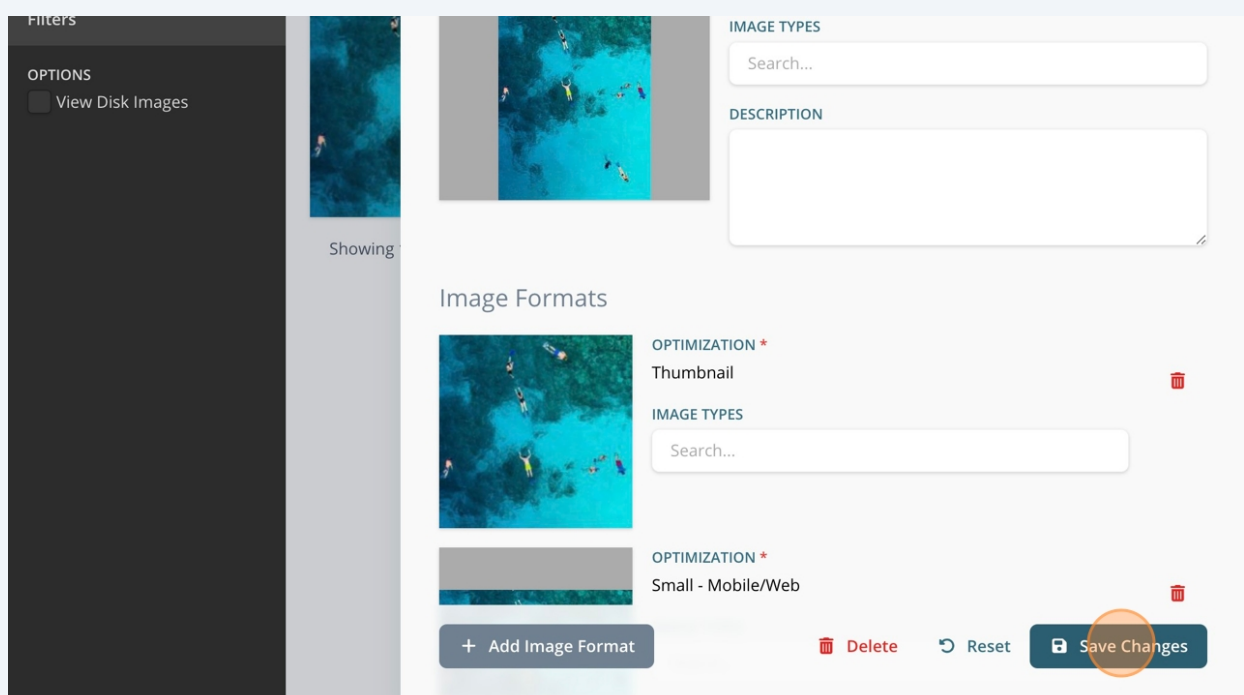 Filters
OPTIONS
View Disk Images
Showing
IMAGE TYPES
Search...
DESCRIPTION
Image Formats
OPTIMIZATION *
Thumbnail
IMAGE TYPES
Search...
OPTIMIZATION *
Small - Mobile/Web
+ Add Image Format
Delete
Reset
Save Changes